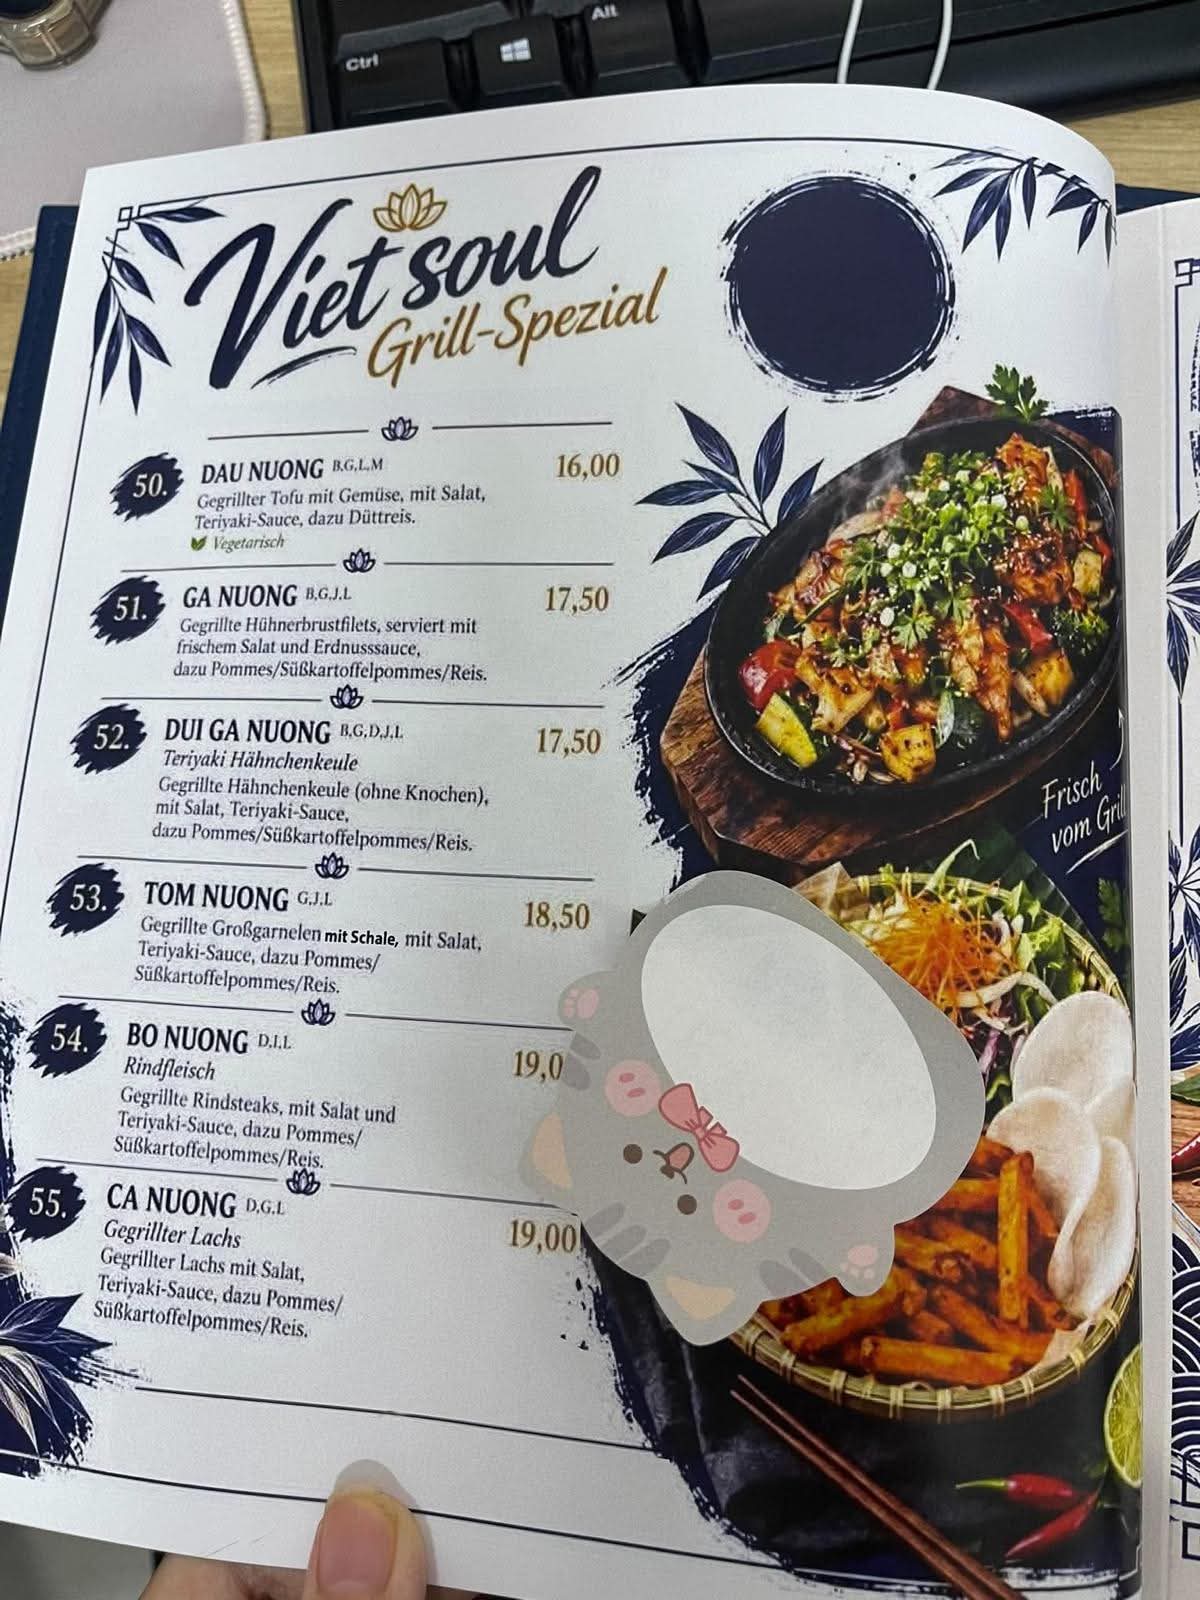 Ctrl
Alt
Viet soul
Grill-Spezial
50. DAU NUONG B,G,L,M 16,00
Gegrillter Tofu mit Gemüse, mit Salat,
Teriyaki-Sauce, dazu Düttreis.
Vegetarisch
51. GA NUONG B,G,J,L 17,50
Gegrillte Hühnerbrustfilets, serviert mit
frischem Salat und Erdnusssauce,
dazu Pommes/Süßkartoffelpommes/Reis.
52. DUI GA NUONG B,G,D,J,L 17,50
Teriyaki Hähnchenkeule
Gegrillte Hähnchenkeule (ohne Knochen),
mit Salat, Teriyaki-Sauce,
dazu Pommes/Süßkartoffelpommes/Reis.
53. TOM NUONG G,J,L 18,50
Gegrillte Großgarnelen mit Schale, mit Salat,
Teriyaki-Sauce, dazu Pommes/
Süßkartoffelpommes/Reis.
54. BO NUONG 19,0
Rindfleisch
Gegrillte Rindsteaks, mit Salat und
Teriyaki-Sauce, dazu Pommes/
Süßkartoffelpommes/Reis.
55. CA NUONG D,G,L 19,00
Gegrillter Lachs
Gegrillter Lachs mit Salat,
Teriyaki-Sauce, dazu Pommes/
Süßkartoffelpommes/Reis.
Frisch
vom Gril